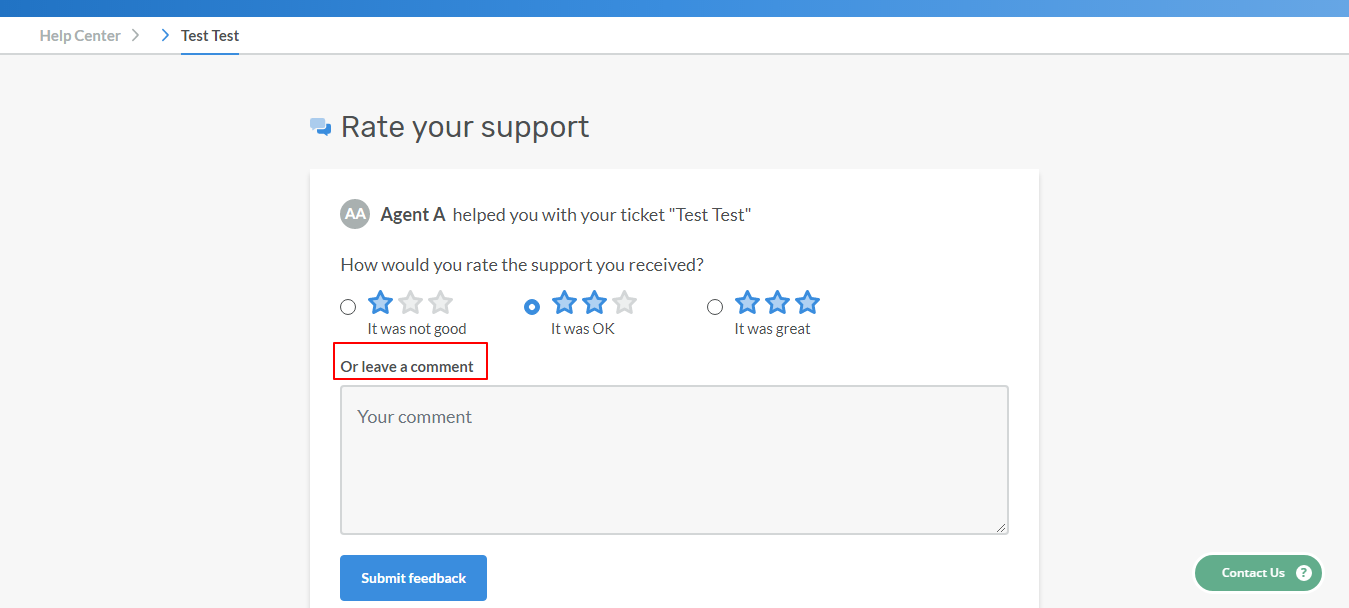 Help Center Test Test
Rate your support
AA Agent A helped you with your ticket "Test Test"
How would you rate the support you received?
It was not good It was OK It was great
Or leave a comment
Your comment
Submit feedback
Contact Us ?